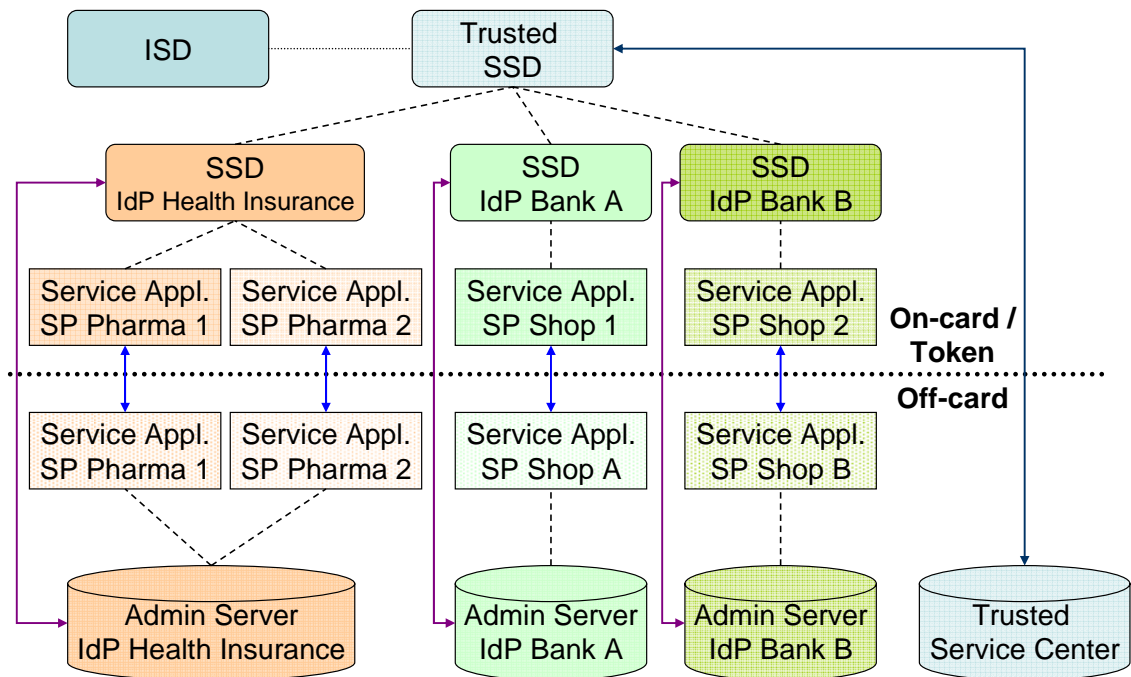 ISD
Trusted
SSD
SSD
IdP Health Insurance
SSD
IdP Bank A
SSD
IdP Bank B
Service Appl.
SP Pharma 1
Service Appl.
SP Pharma 2
Service Appl.
SP Shop 1
Service Appl.
SP Shop 2
On-card /
Token
Off-card
Service Appl.
SP Pharma 1
Service Appl.
SP Pharma 2
Service Appl.
SP Shop A
Service Appl.
SP Shop B
Admin Server
IdP Health Insurance
Admin Server
IdP Bank A
Admin Server
IdP Bank B
Trusted
Service Center